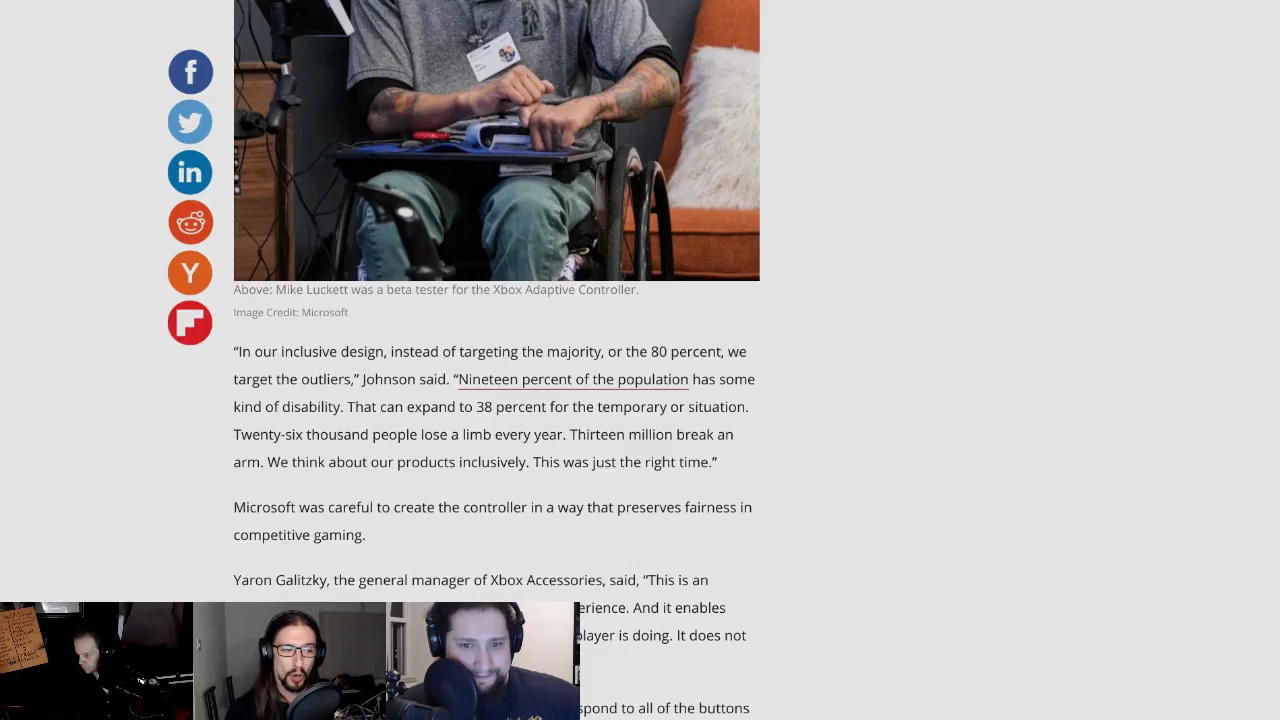 Above: Mike Luckett was a beta tester for the Xbox Adaptive Controller.
Image Credit: Microsoft
“In our inclusive design, instead of targeting the majority, or the 80 percent, we
target the outliers,” Johnson said. “Nineteen percent of the population has some
kind of disability. That can expand to 38 percent for the temporary or situation.
Twenty-six thousand people lose a limb every year. Thirteen million break an
arm. We think about our products inclusively. This was just the right time.”
Microsoft was careful to create the controller in a way that preserves fairness in
competitive gaming.
Yaron Galitzky, the general manager of Xbox Accessories, said, “This is an
erience. And it enables
player is doing. It does not
spond to all of the buttons